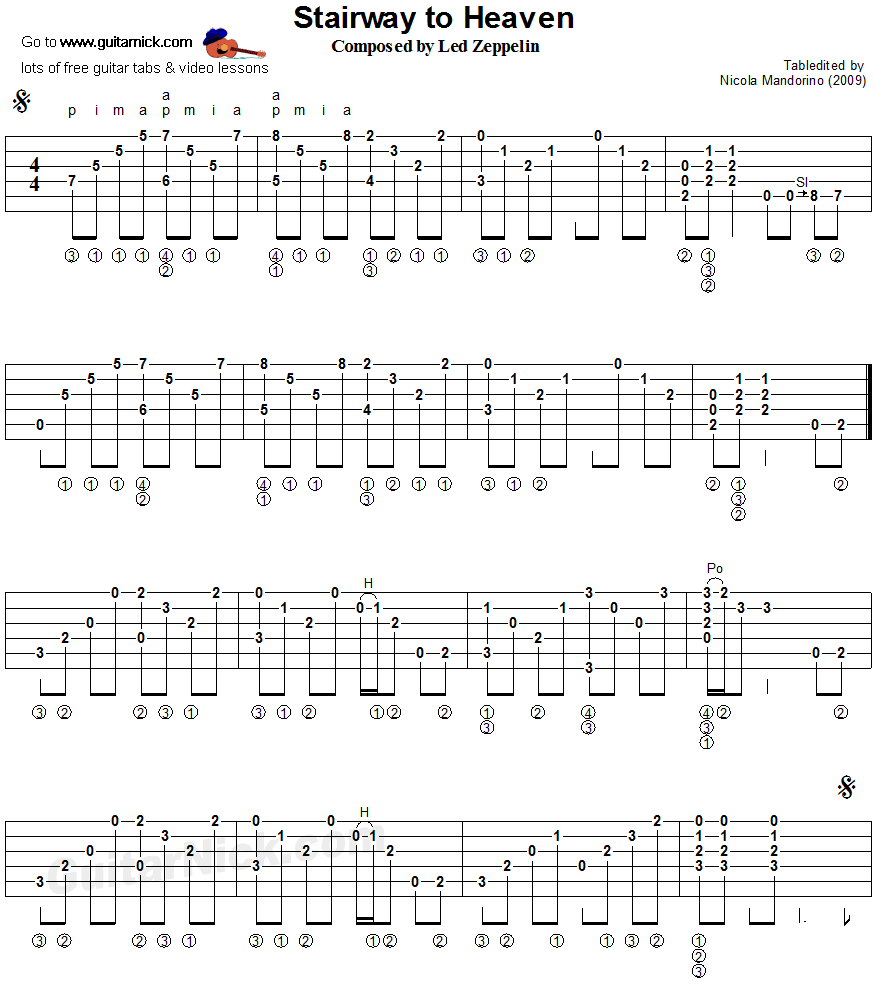 Stairway to Heaven
Go to www.guitarnick.com
Composed by Led Zeppelin
lots of free guitar tabs & video lessons
Tabledited by
Nicola Mandorino (2009)
a a
p i m a p m i a p m i a
5 7 7 8 8 2 2 0 0
5 5 5 3 1 1 1 1 1
5 5 5 2 2 2 0 2 2
4 7 6 5 4 3 0 2 2 Sl
4 2 0 0 8 7
3 1 1 1 4 1 1 4 1 1 1 2 1 1 3 1 2 2 1 3 2
2 1 3 3
2
5 7 7 8 8 2 2 0 0
5 5 5 3 1 1 1 1 1
5 5 5 2 2 2 0 2 2
6 5 4 3 0 2 2
0 2 0 2
1 1 1 4 4 1 1 1 2 1 1 3 1 2 2 1 2
2 1 3 3
2
H Po
0 2 2 0 0 3 3 3 2
3 1 0 1 1 1 3 3 3
0 2 2 2 0 0 0 2
2 0 3 2 0
3 0 2 3 3 0 2
3
3 2 2 3 1 3 1 2 1 2 2 1 2 4 4 2 2
3 3 3
1
H
0 2 2 0 0 2 0 0 0
3 1 0 1 1 3 1 1 1
0 2 2 2 0 0 2 2 2 2
2 0 3 2 3 3 3
3 0 2 3
GuitarNick.com
3 2 2 3 1 3 1 2 1 2 2 3 2 1 1 3 2 1
2
3